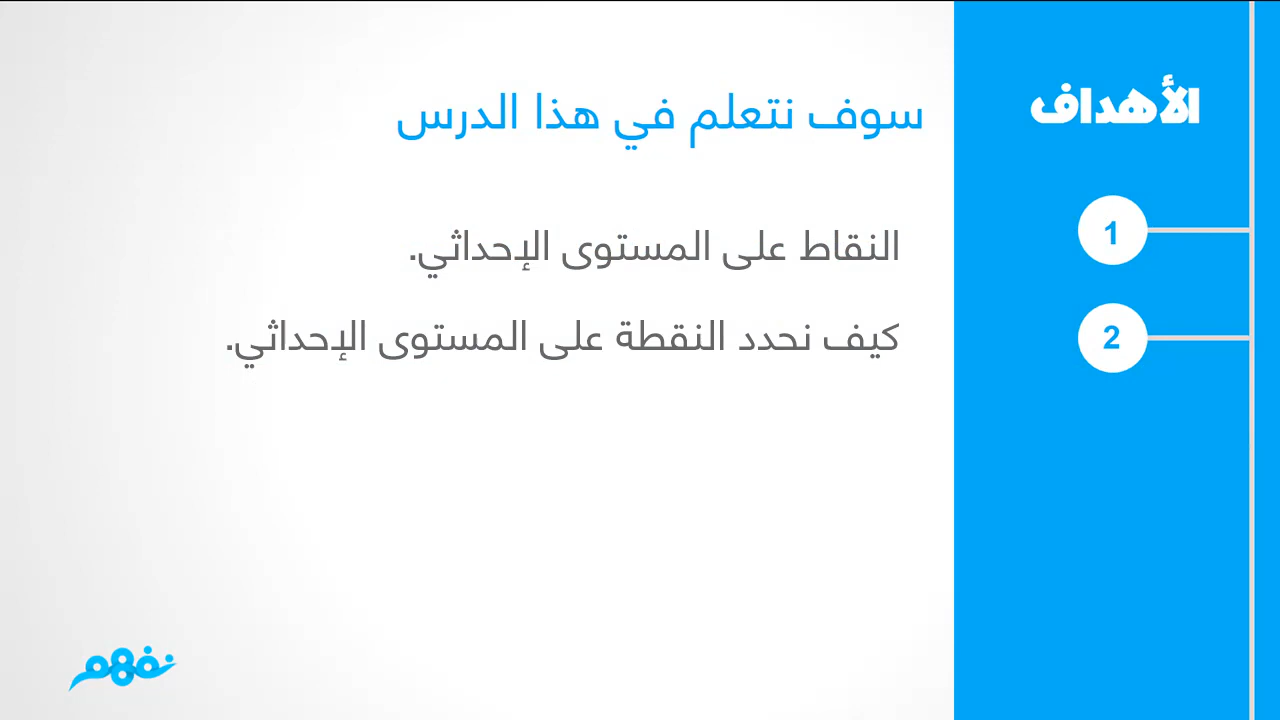 الأهداف
سوف نتعلم في هذا الدرس
1
النقاط على المستوى الإحداثي.
2
كيف نحدد النقطة على المستوى الإحداثي.
نفهم